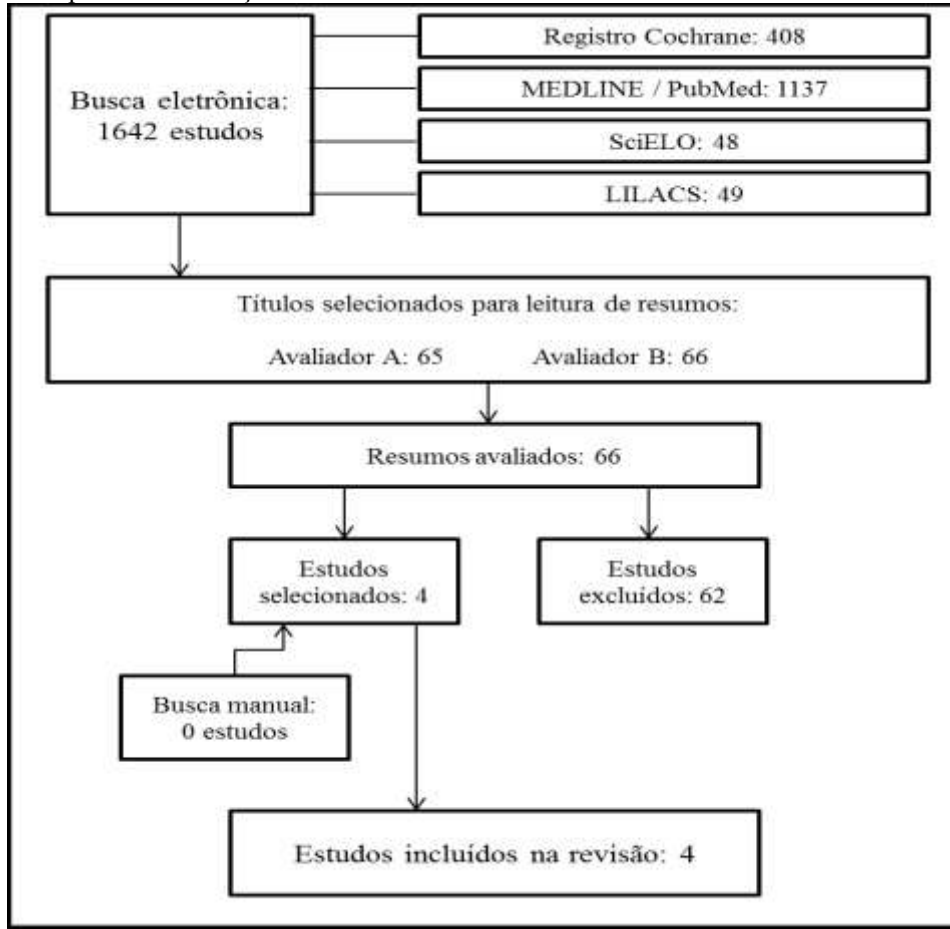 Busca eletrônica:
1642 estudos
Registro Cochrane: 408
MEDLINE / PubMed: 1137
SciELO: 48
LILACS: 49
Títulos selecionados para leitura de resumos:
Avaliador A: 65 Avaliador B: 66
Resumos avaliados: 66
Estudos
selecionados: 4
Estudos
excluídos: 62
Busca manual:
0 estudos
Estudos incluídos na revisão: 4